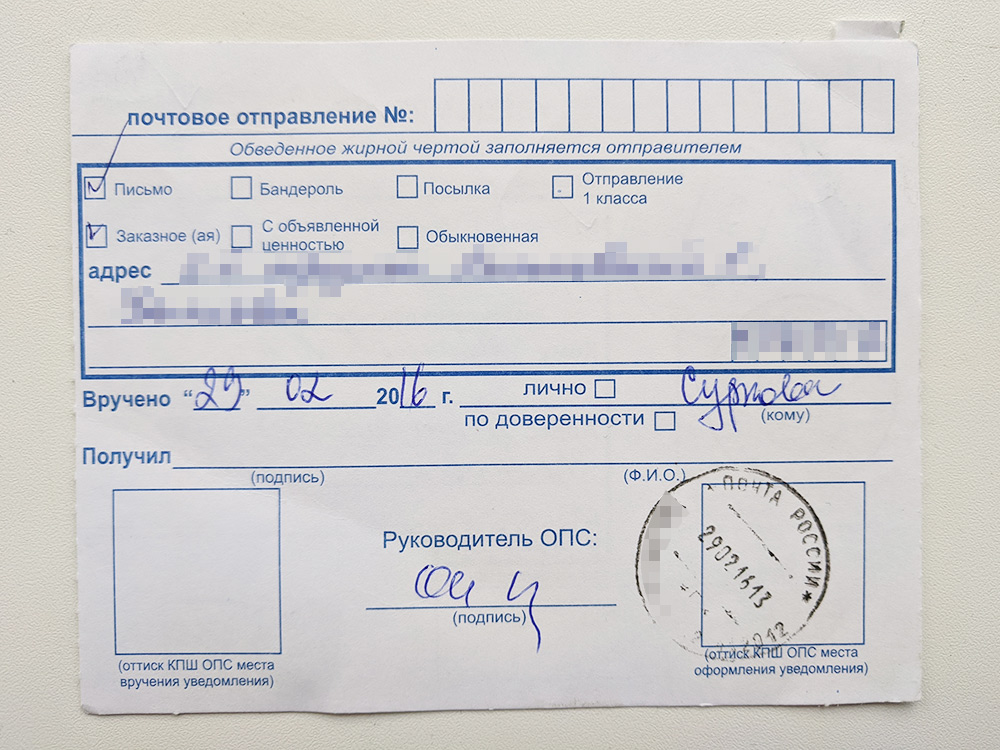 почтовое отправление №:
Обведенное жирной чертой заполняется отправителем
Письмо Бандероль Посылка Отправление 1 класса
Заказное (ая) С объявленной ценностью Обыкновенная
адрес
Вручено “29” 02 2016 г. лично
по доверенности (кому)
Получил
(подпись) (Ф.И.О.)
ПОЧТА РОССИИ
29021613
Руководитель ОПС:
(подпись)
(оттиск КПШ ОПС места вручения уведомления)
(оттиск КПШ ОПС места оформления уведомления)